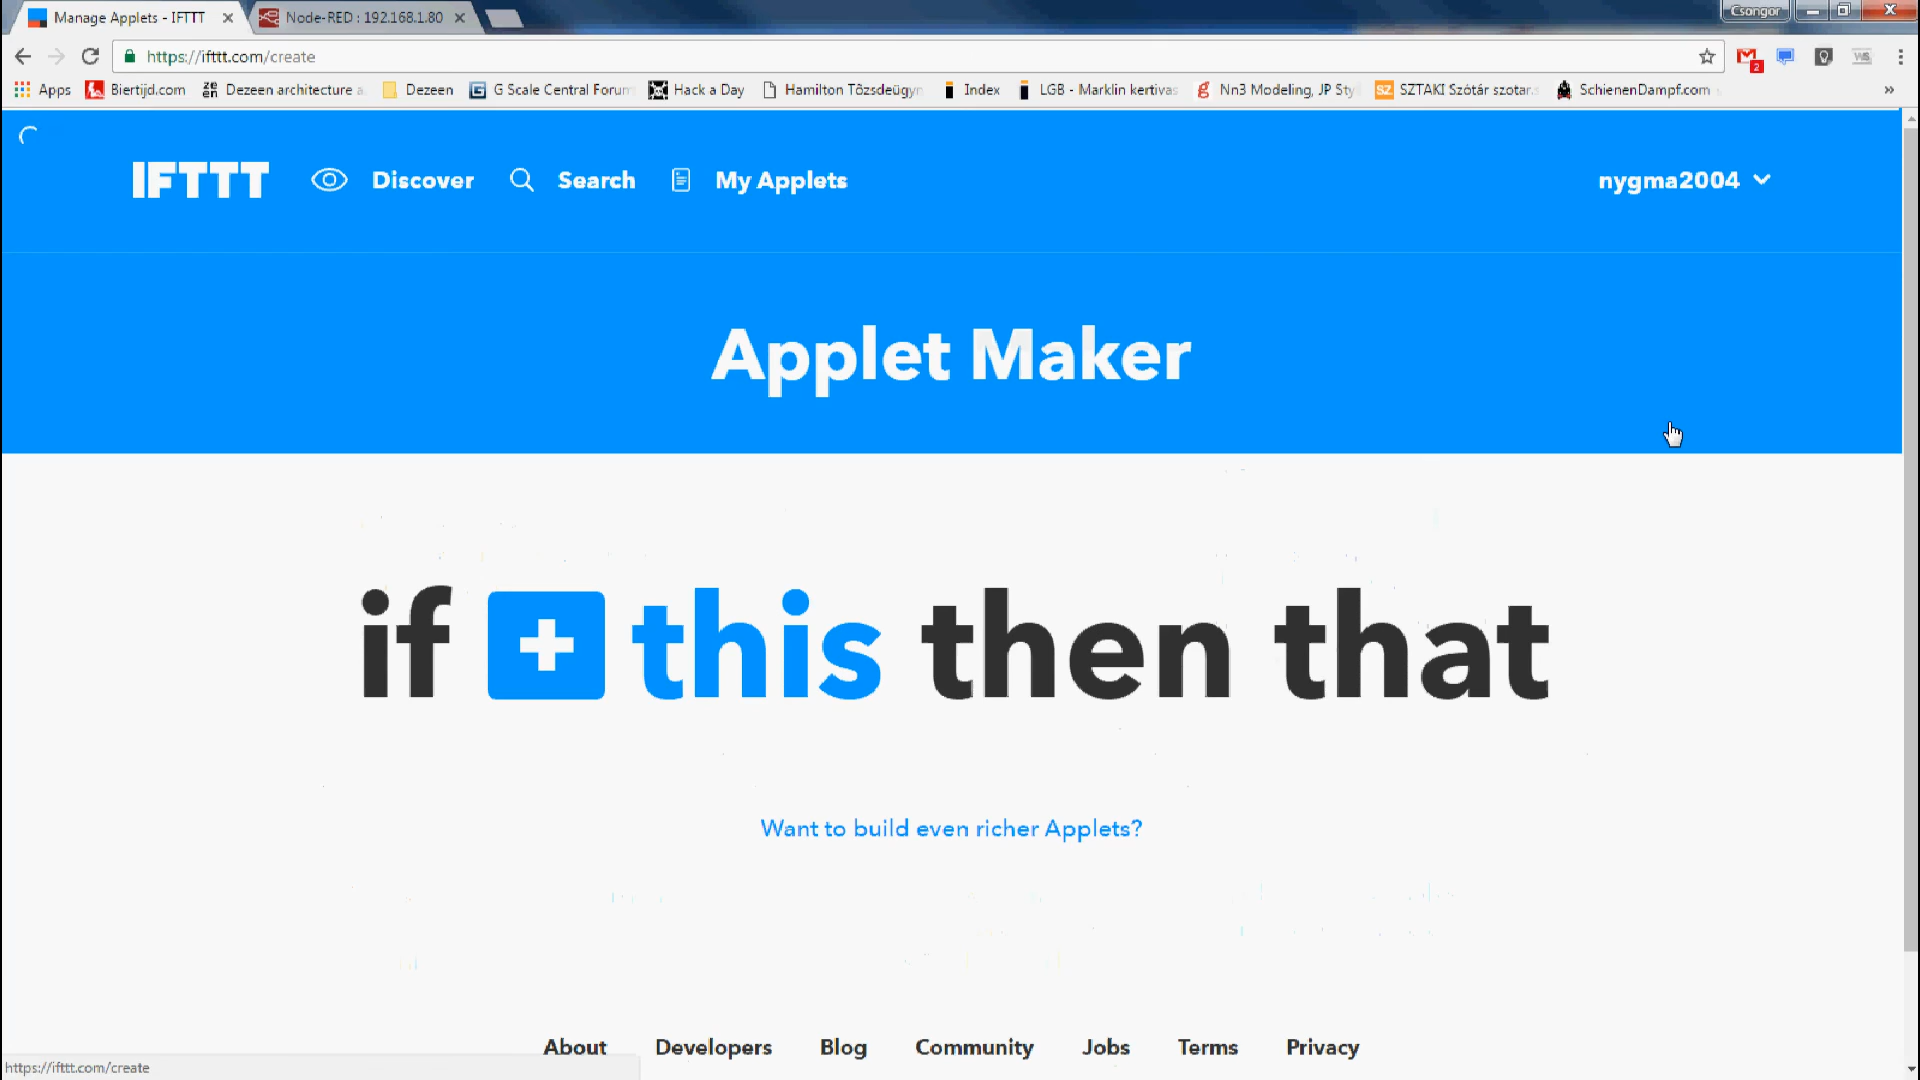 Manage Applets - IFTTT
Node-RED : 192.168.1.80
Csongor
https://ifttt.com/create
2
Apps
Biertijd.com
Dezeen architecture a
Dezeen
G Scale Central Forum
Hack a Day
Hamilton Tőzsdeügyn
Index
LGB - Marklin kertivas
Nn3 Modeling, JP Sty
SZ
SZTAKI Szótár szotar.
SchienenDampf.com
»
IFTTT
Discover
Search
My Applets
nygma2004
Applet Maker
if + this then that
Want to build even richer Applets?
About
Developers
Blog
Community
Jobs
Terms
Privacy
https://ifttt.com/create